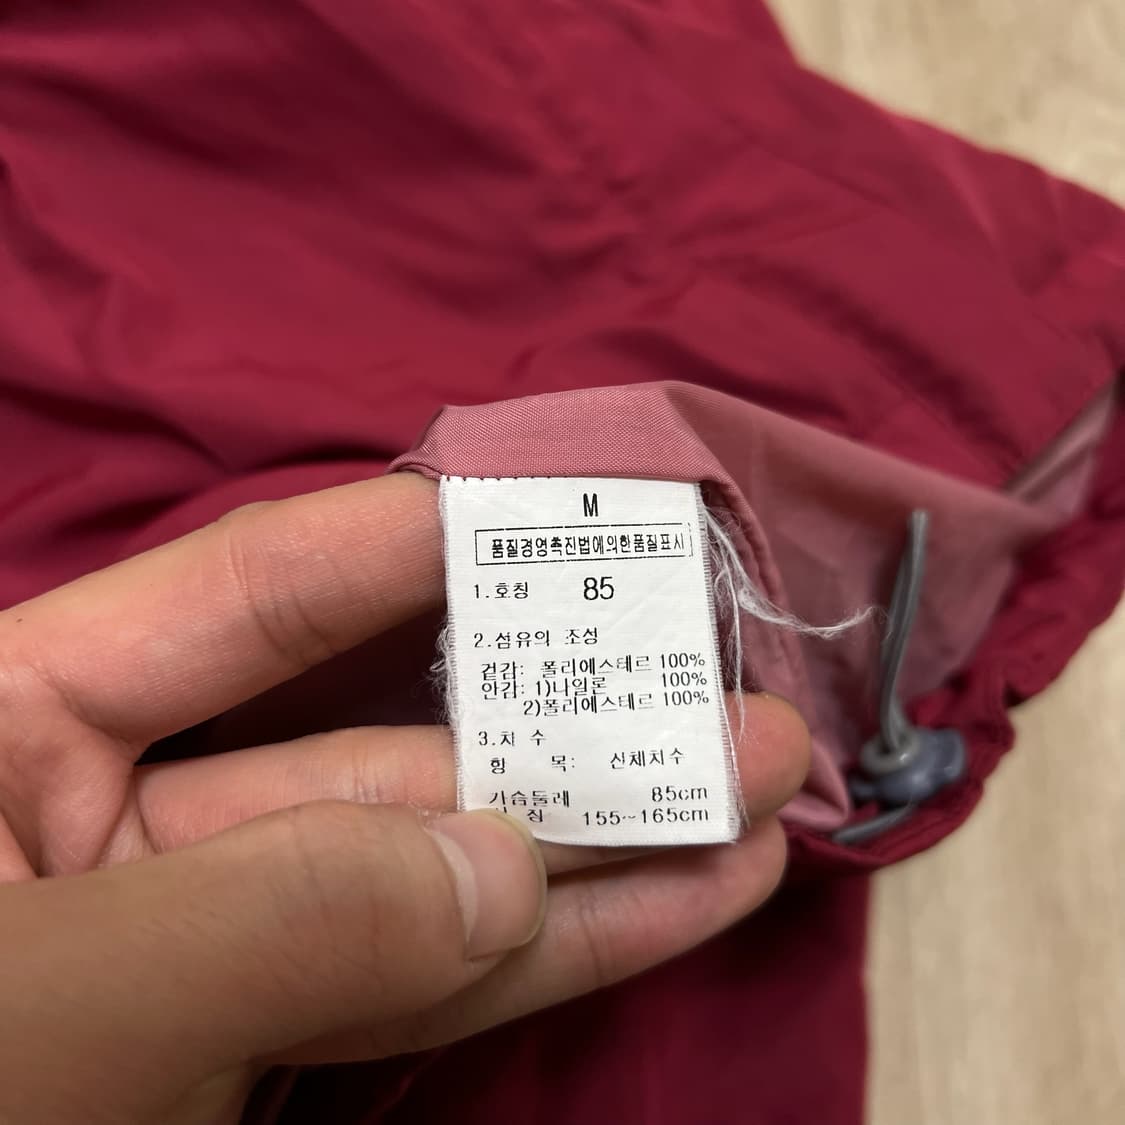 M
품질경영촉진법에의한품질표시
1.호칭 85
2.섬유의 조성
겉감: 폴리에스테르 100%
안감: 1)나일론 100%
2)폴리에스테르 100%
3.치 수
항 목: 신체치수
가슴둘레 85cm
장 155~165cm